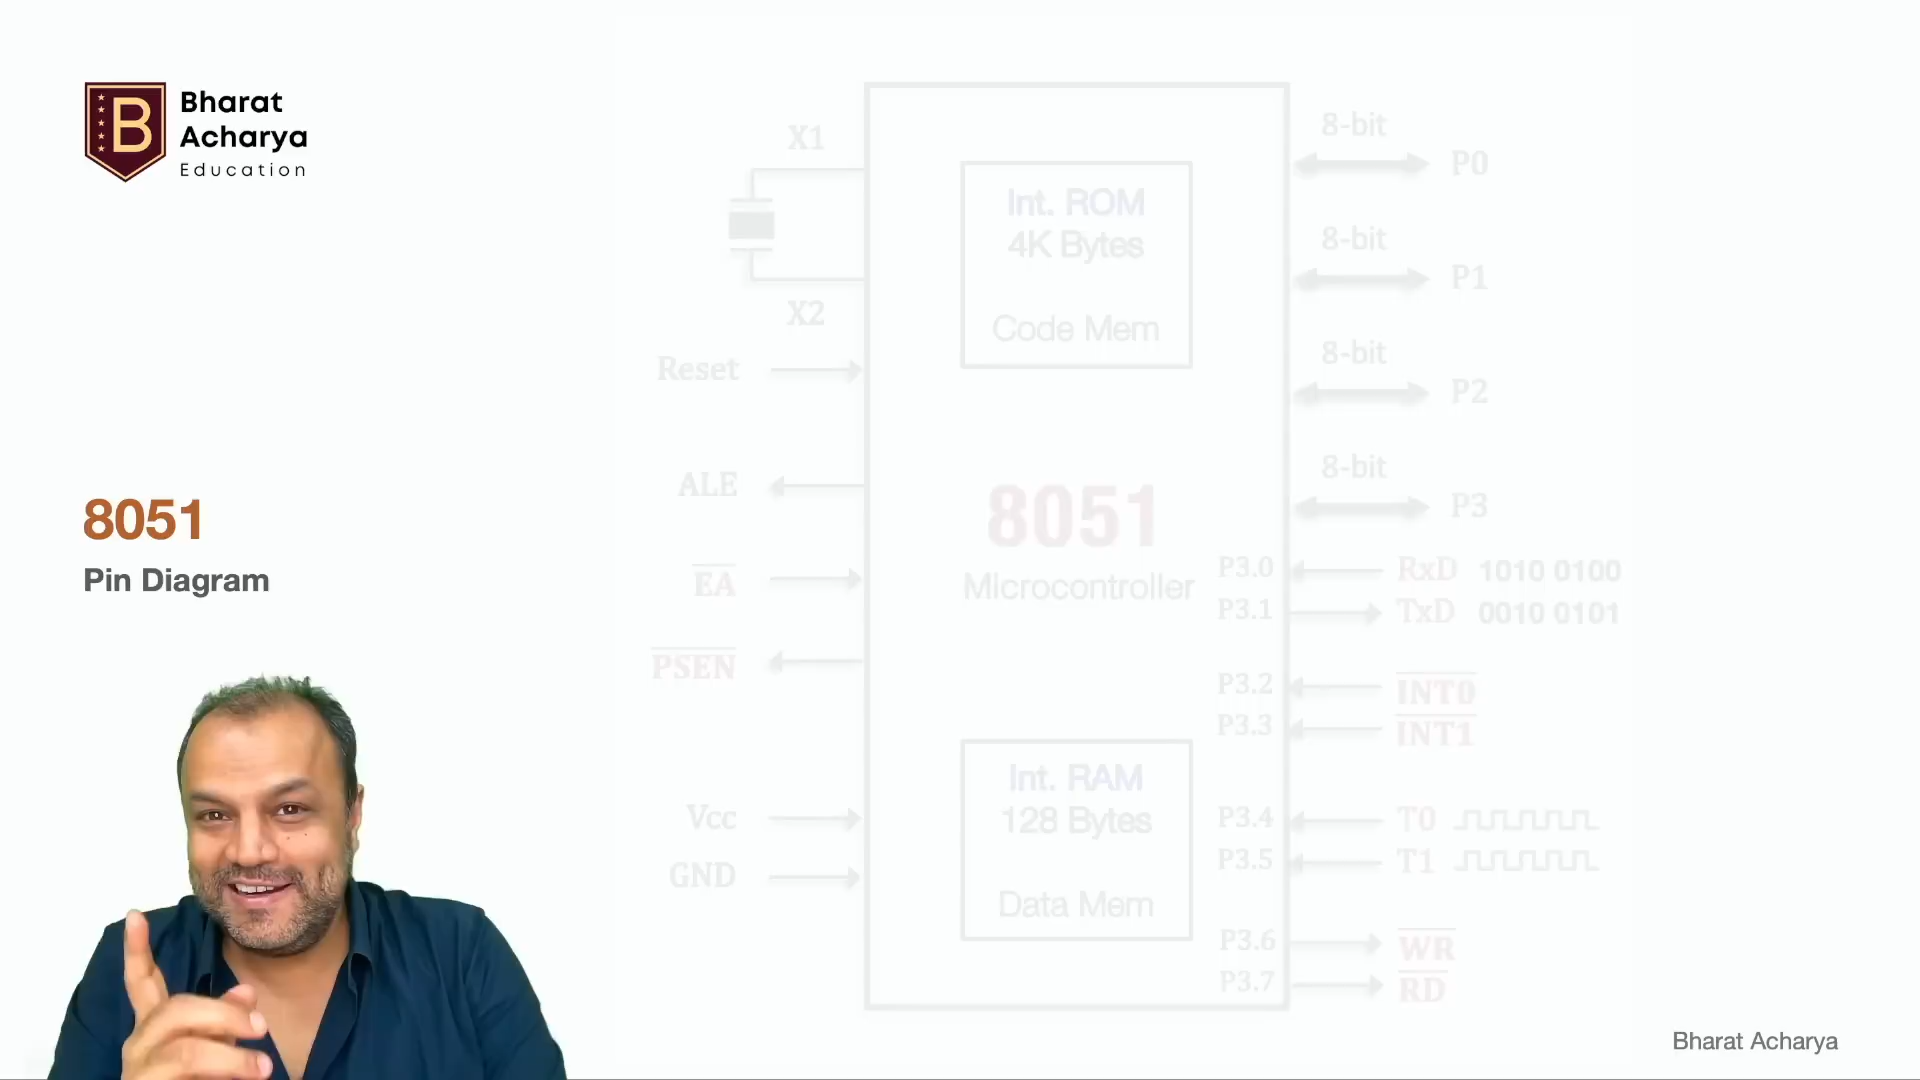 B
Bharat
Acharya
Education
8051
Pin Diagram
X1
X2
Reset
ALE
EA
PSEN
Vcc
GND
Int. ROM
4K Bytes
Code Mem
8051
Microcontroller
Int. RAM
128 Bytes
Data Mem
8-bit
P0
8-bit
P1
8-bit
P2
8-bit
P3
P3.0 RxD 1010 0100
P3.1 TxD 0010 0101
P3.2 INT0
P3.3 INT1
P3.4 T0
P3.5 T1
P3.6 WR
P3.7 RD
Bharat Acharya